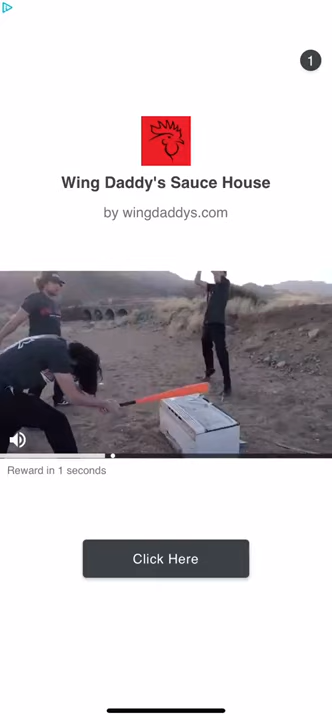 1
Wing Daddy's Sauce House
by wingdaddys.com
Reward in 1 seconds
Click Here